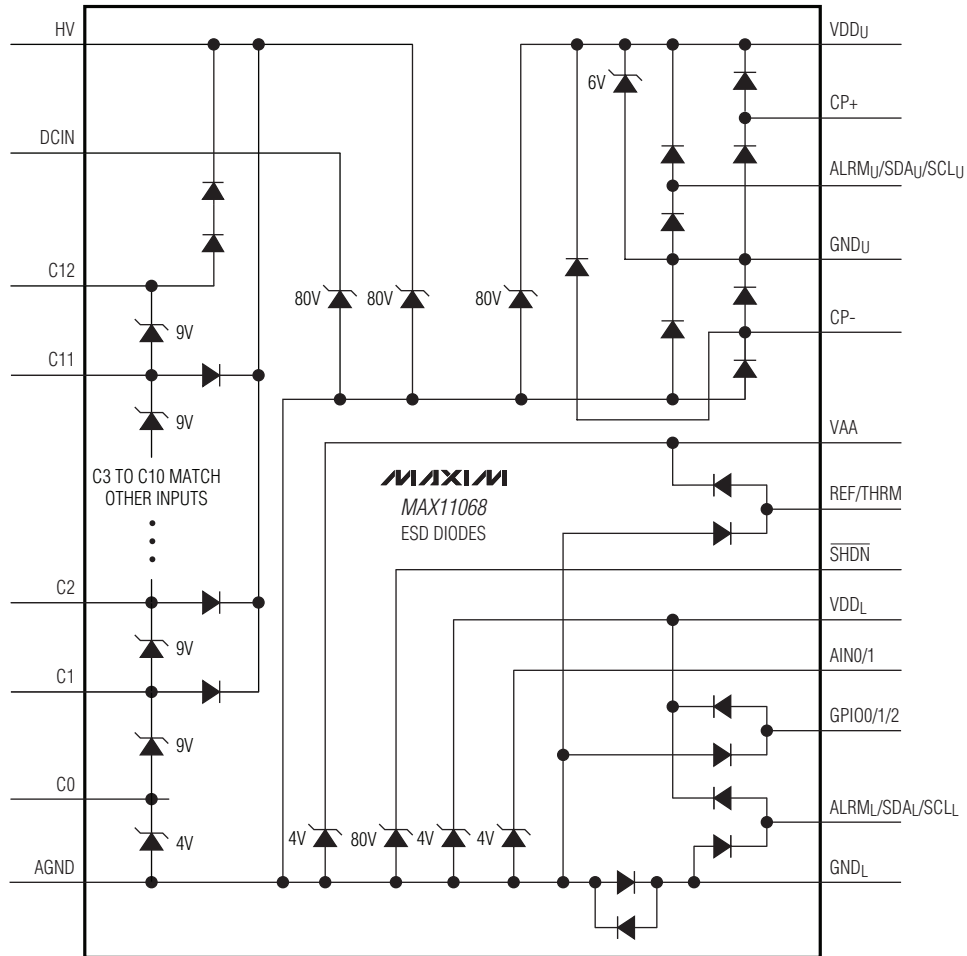 HV
DCIN
C12
C11
C2
C1
C0
AGND
9V
9V
C3 TO C10 MATCH
OTHER INPUTS
9V
9V
4V
80V
80V
80V
6V
MAXIM
MAX11068
ESD DIODES
4V
80V
4V
4V
VDDU
CP+
ALRMU/SDAU/SCLU
GNDU
CP-
VAA
REF/THRM
SHDN
VDDL
AIN0/1
GPIO0/1/2
ALRML/SDAL/SCLL
GNDL